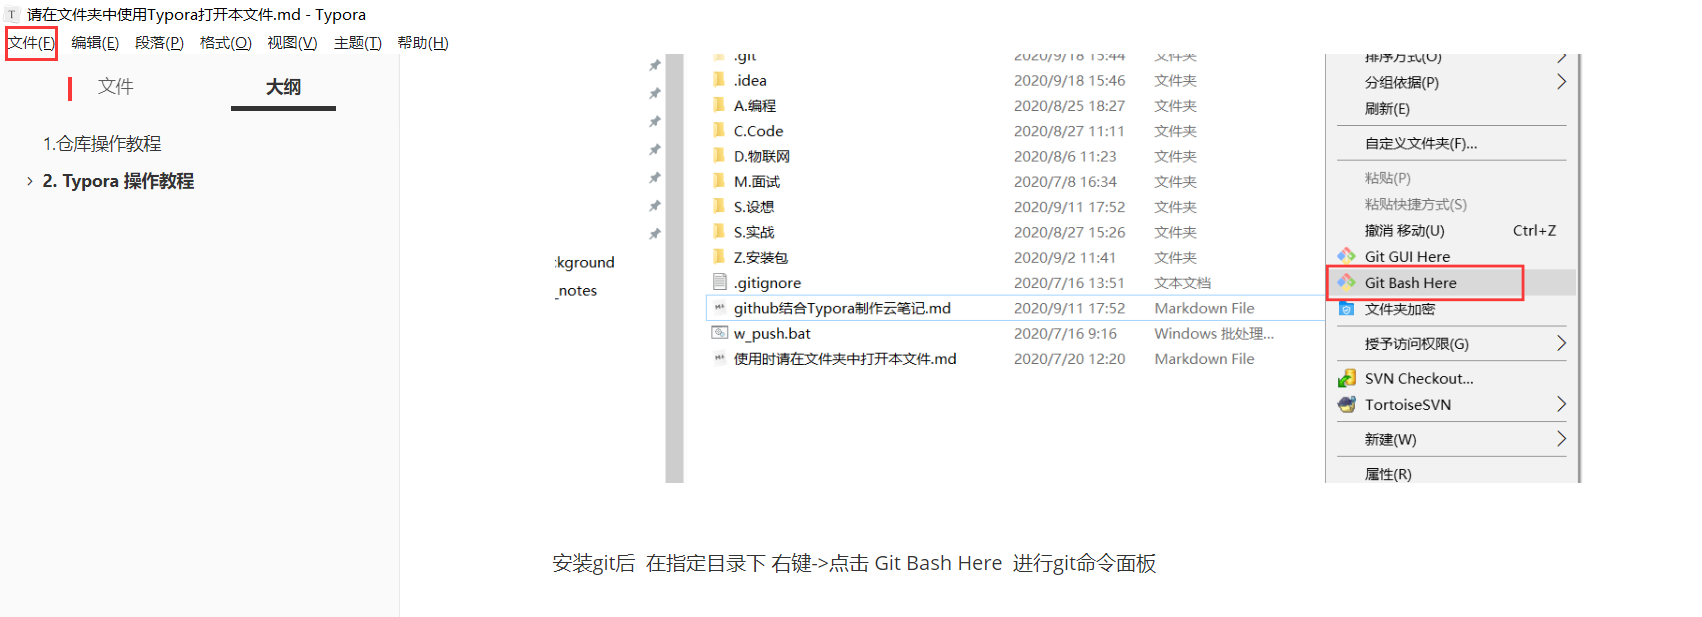 T 请在文件夹中使用Typora打开本文件.md - Typora
文件(F) 编辑(E) 段落(P) 格式(O) 视图(V) 主题(T) 帮助(H)
文件 大纲
1.仓库操作教程
> 2. Typora 操作教程
kground
_notes
.git 2020/9/18 15:44 文件夹
.idea 2020/9/18 15:46 文件夹
A.编程 2020/8/25 18:27 文件夹
C.Code 2020/8/27 11:11 文件夹
D.物联网 2020/8/6 11:23 文件夹
M.面试 2020/7/8 16:34 文件夹
S.设想 2020/9/11 17:52 文件夹
S.实战 2020/8/27 15:26 文件夹
Z.安装包 2020/9/2 11:41 文件夹
.gitignore 2020/7/16 13:51 文本文档
github结合Typora制作云笔记.md 2020/9/11 17:52 Markdown File
w_push.bat 2020/7/16 9:16 Windows 批处理...
使用时请在文件夹中打开本文件.md 2020/7/20 12:20 Markdown File
排序方式(O)
分组依据(P)
刷新(E)
自定义文件夹(F)...
粘贴(P)
粘贴快捷方式(S)
撤消 移动(U) Ctrl+Z
Git GUI Here
Git Bash Here
文件夹加密
授予访问权限(G)
SVN Checkout...
TortoiseSVN
新建(W)
属性(R)
安装git后 在指定目录下 右键->点击 Git Bash Here 进行git命令面板